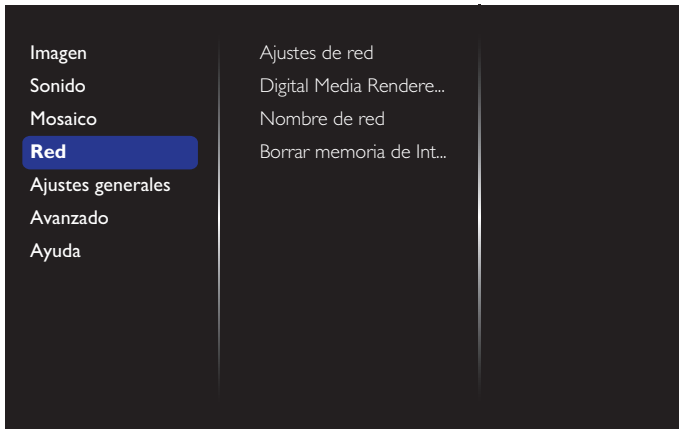 Imagen
Sonido
Mosaico
Red
Ajustes generales
Avanzado
Ayuda
Ajustes de red
Digital Media Rendere...
Nombre de red
Borrar memoria de Int...